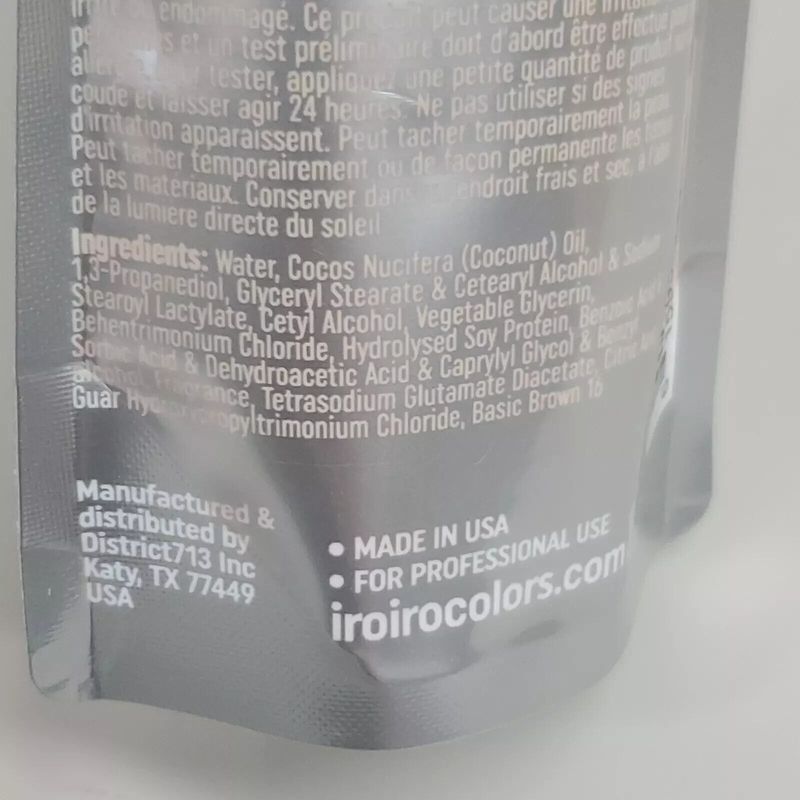 endommagé. Ce produit peut causer une
et un test préliminaire doit d'abord être effectué
tester, appliquez une petite quantité de produit
coude et laisser agir 24 heures. Ne pas utiliser si des signes
d'irritation apparaissent. Peut tacher temporairement la peau.
Peut tacher temporairement ou de façon permanente les
et les materiaux. Conserver dans endroit frais et sec, à
de la lumiere directe du soleil
Ingredients: Water, Cocos Nucifera (Coconut) Oil,
1,3-Propanediol, Glyceryl Stearate & Cetearyl Alcohol & Sodium
Stearoyl Lactylate, Cetyl Alcohol, Vegetable Glycerin,
Behentrimonium Chloride, Hydrolysed Soy Protein, Benzoic Acid
Sorbic Acid & Dehydroacetic Acid & Caprylyl Glycol & Benzyl
alcohol, Fragrance, Tetrasodium Glutamate Diacetate, Citric
Guar Hydroxypropyltrimonium Chloride, Basic Brown 16
Manufactured &
distributed by
District713 Inc
Katy, TX 77449
USA
• MADE IN USA
• FOR PROFESSIONAL USE
iroirocolors.com